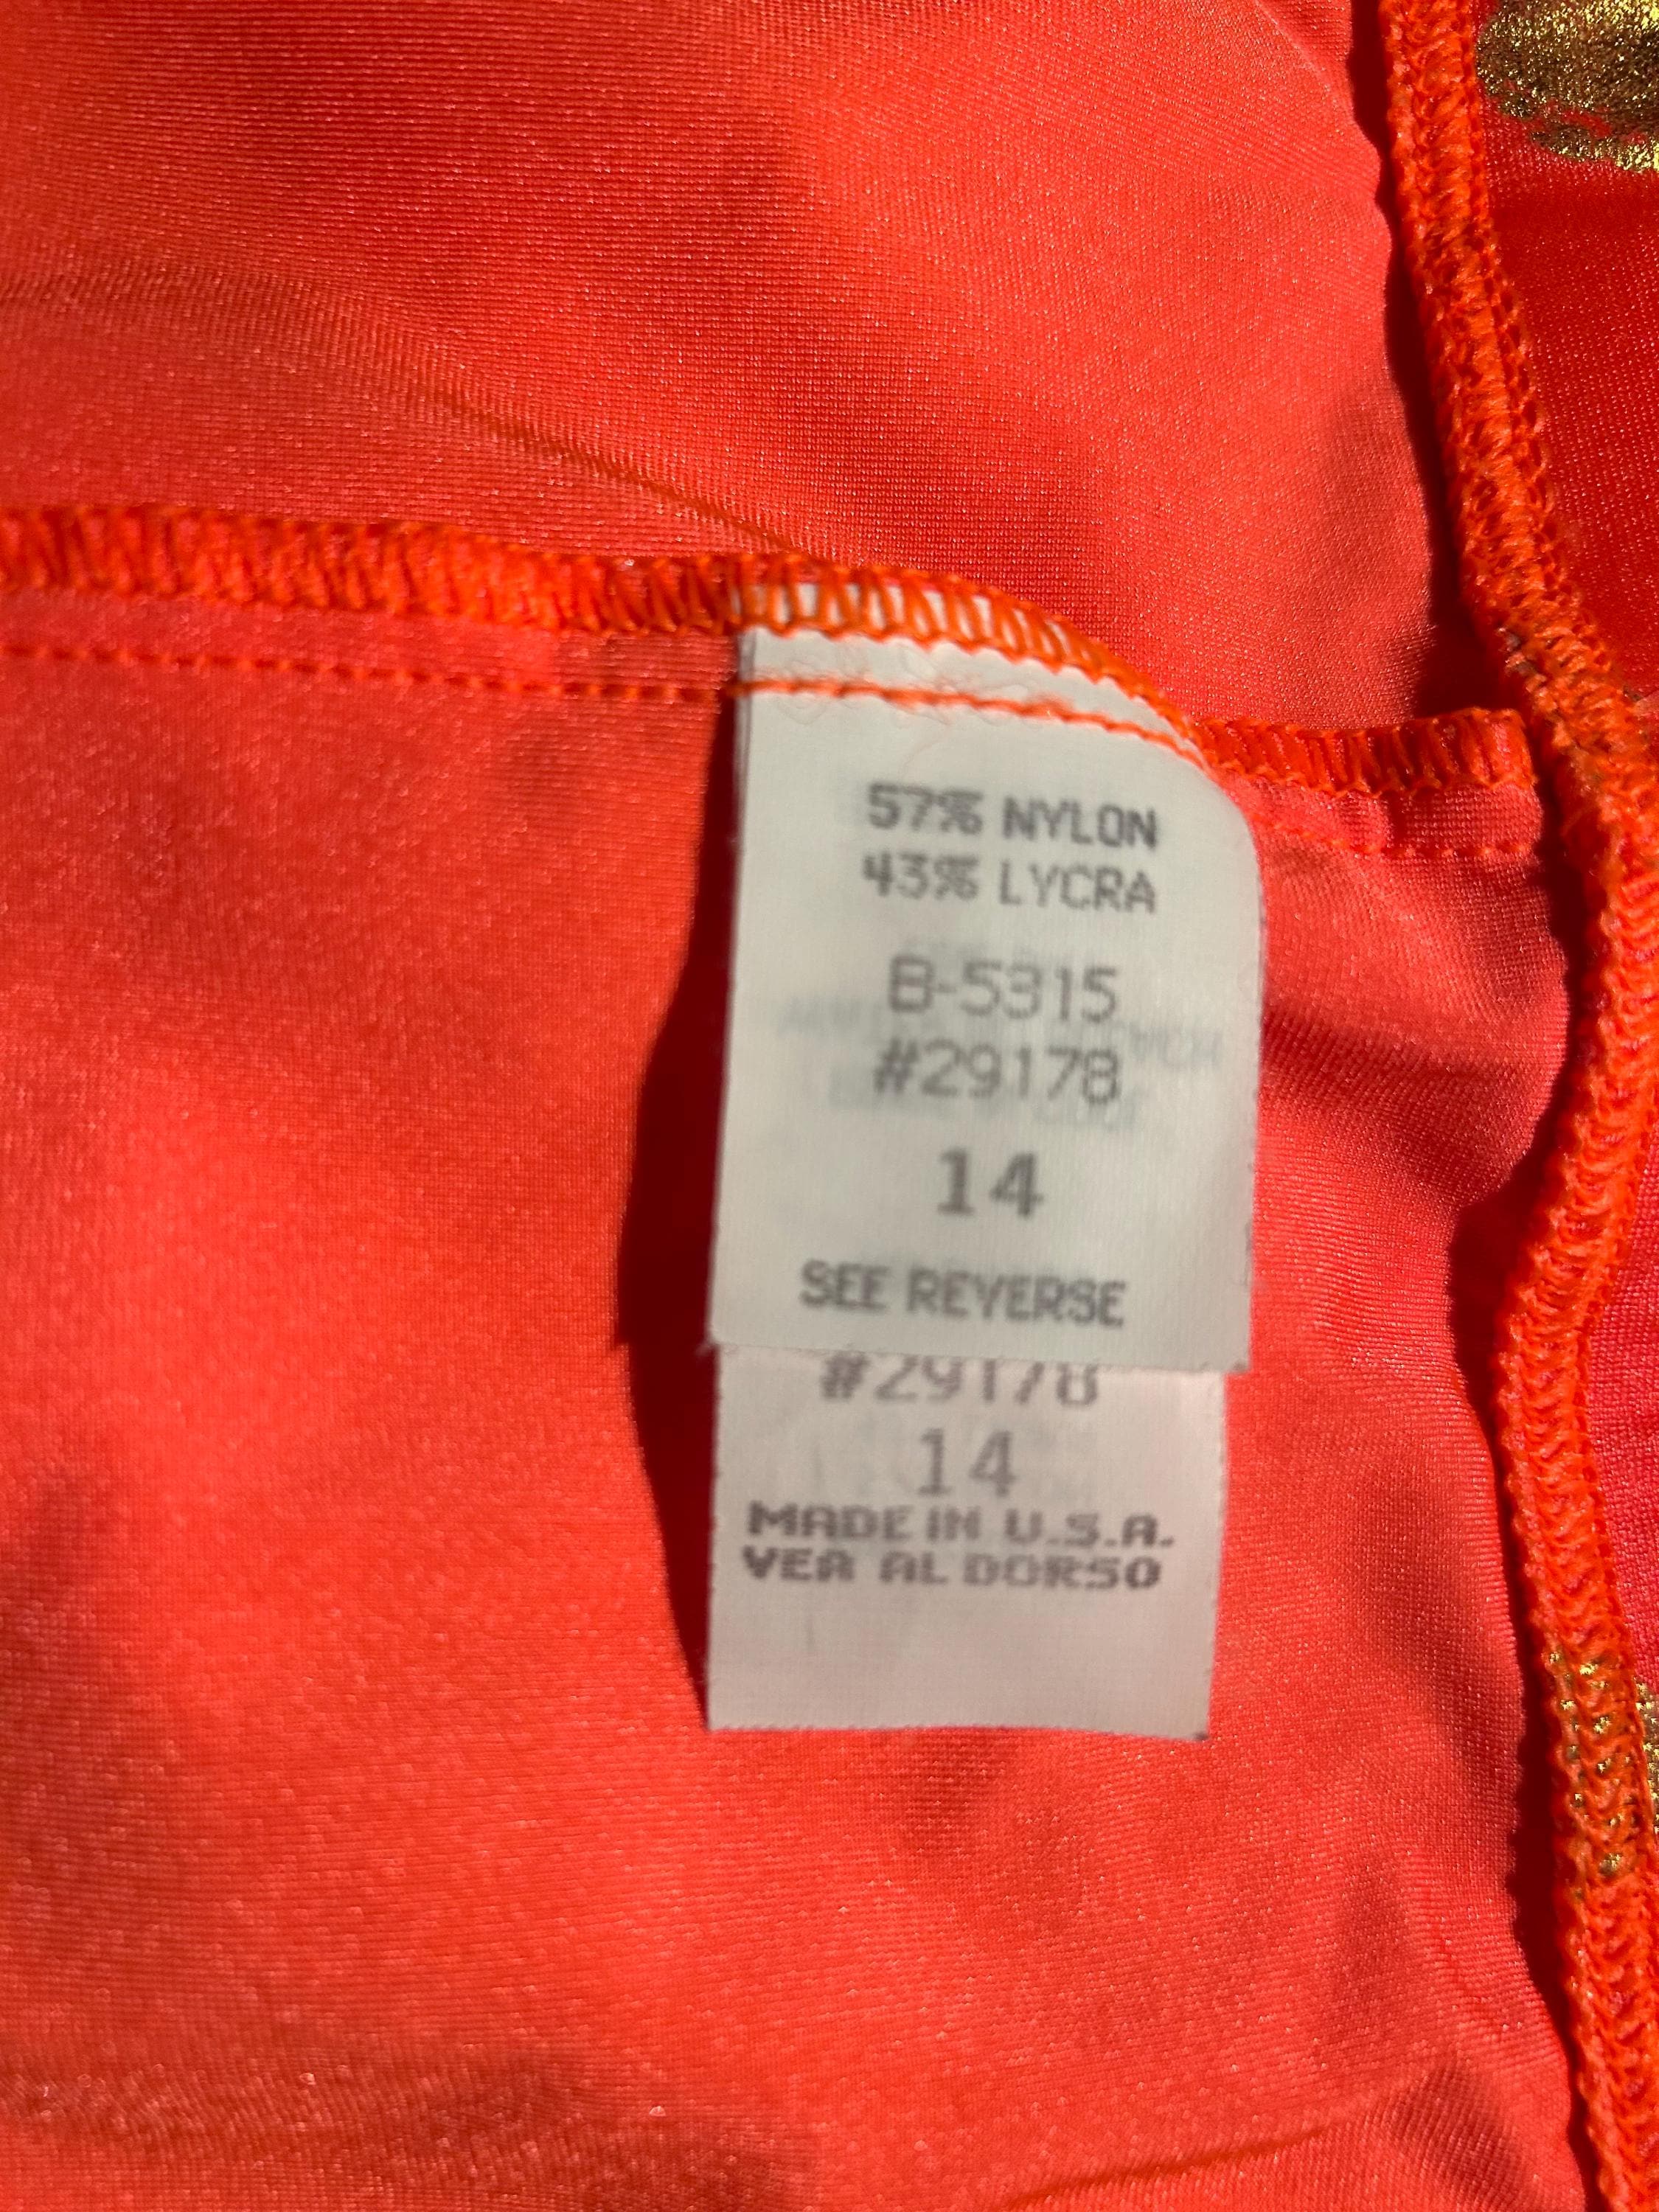 57% NYLON
43% LYCRA
B-5315
#29178
14
SEE REVERSE
#29178
14
MADE IN U.S.A.
VEA AL DORSO